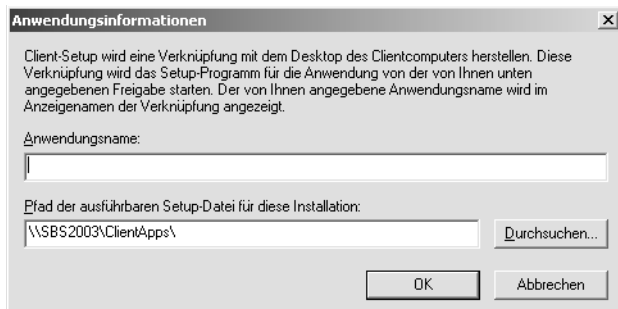 Anwendungsinformationen
Client-Setup wird eine Verknüpfung mit dem Desktop des Clientcomputers herstellen. Diese
Verknüpfung wird das Setup-Programm für die Anwendung von der von Ihnen unten
angegebenen Freigabe starten. Der von Ihnen angegebene Anwendungsname wird im
Anzeigenamen der Verknüpfung angezeigt.
Anwendungsname:
Pfad der ausführbaren Setup-Datei für diese Installation:
\\SBS2003\ClientApps\
Durchsuchen...
OK
Abbrechen